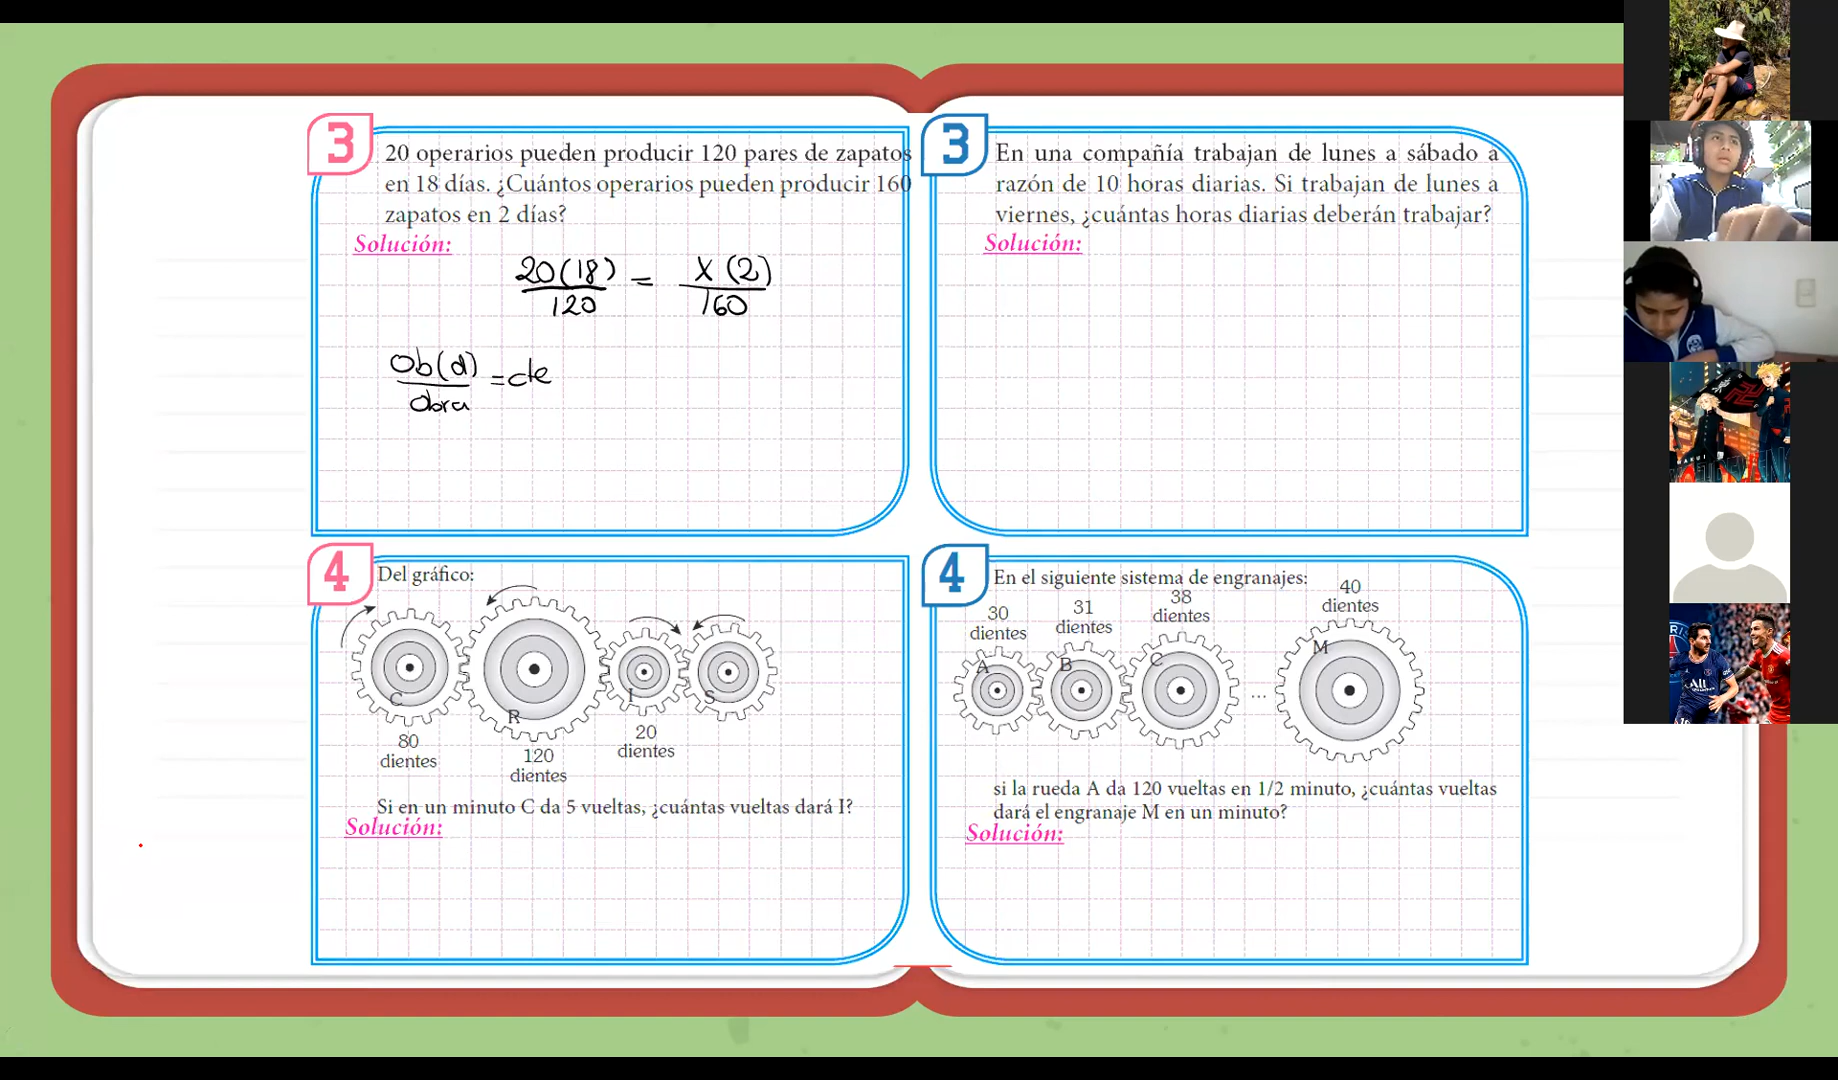 3
20 operarios pueden producir 120 pares de zapatos
en 18 días. ¿Cuántos operarios pueden producir 160
zapatos en 2 días?
Solución:
20(18) = X (2)
120 160
Ob(d) = cte
Obra
3
En una compañía trabajan de lunes a sábado a
razón de 10 horas diarias. Si trabajan de lunes a
viernes, ¿cuántas horas diarias deberán trabajar?
Solución:
4
Del gráfico:
C
R
I
S
80
dientes
120
dientes
20
dientes
Si en un minuto C da 5 vueltas, ¿cuántas vueltas dará I?
Solución:
4
En el siguiente sistema de engranajes:
30
dientes
31
dientes
38
dientes
40
dientes
A
B
C
...
M
si la rueda A da 120 vueltas en 1/2 minuto, ¿cuántas vueltas
dará el engranaje M en un minuto?
Solución: